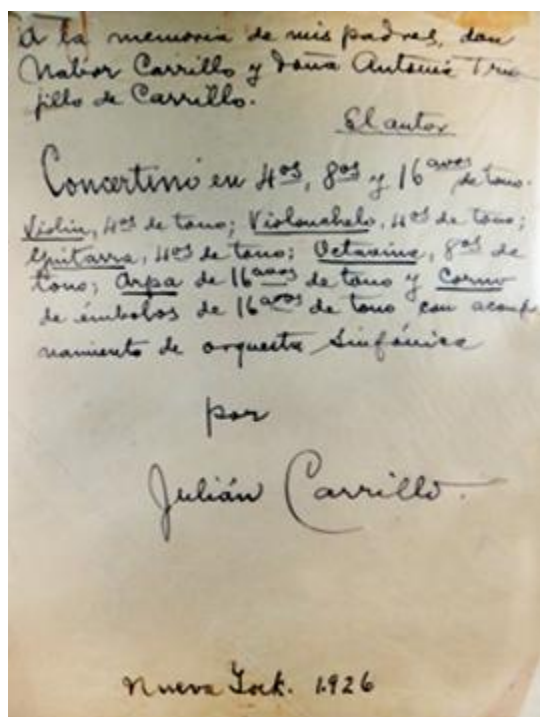 A la memoria de mis padres, don
Nabor Carrillo y doña Antonia Tru
jillo de Carrillo.
El autor
Concertino en 4os, 8os y 16avos de tono.
Violin, 4os de tono; Violonchelo, 4os de tono;
Guitarra, 4os de tono; Octavina, 8os de
tono; Arpa de 16avos de tono y Corno
de émbolos de 16avos de tono con acompa
ñamiento de orquesta Sinfónica
por
Julián Carrillo.
Nueva York. 1926